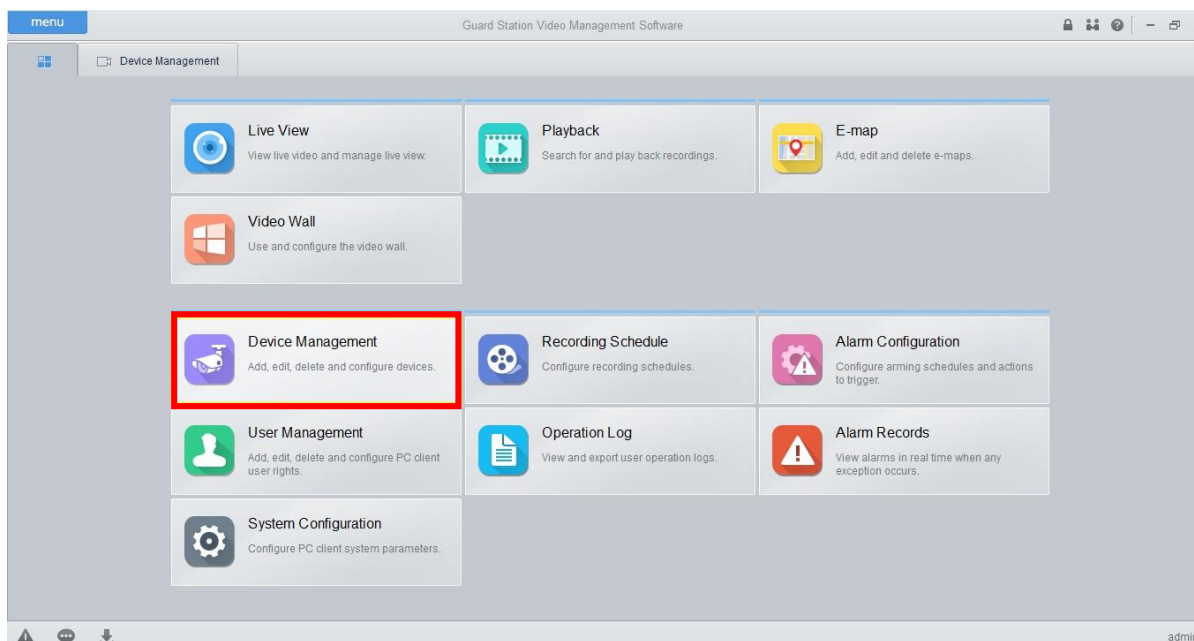 menu
Guard Station Video Management Software
Device Management
Live View
View live video and manage live view.
Playback
Search for and play back recordings.
E-map
Add, edit and delete e-maps.
Video Wall
Use and configure the video wall.
Device Management
Add, edit, delete and configure devices.
Recording Schedule
Configure recording schedules.
Alarm Configuration
Configure arming schedules and actions
to trigger.
User Management
Add, edit, delete and configure PC client
user rights.
Operation Log
View and export user operation logs.
Alarm Records
View alarms in real time when any
exception occurs.
System Configuration
Configure PC client system parameters.
admin